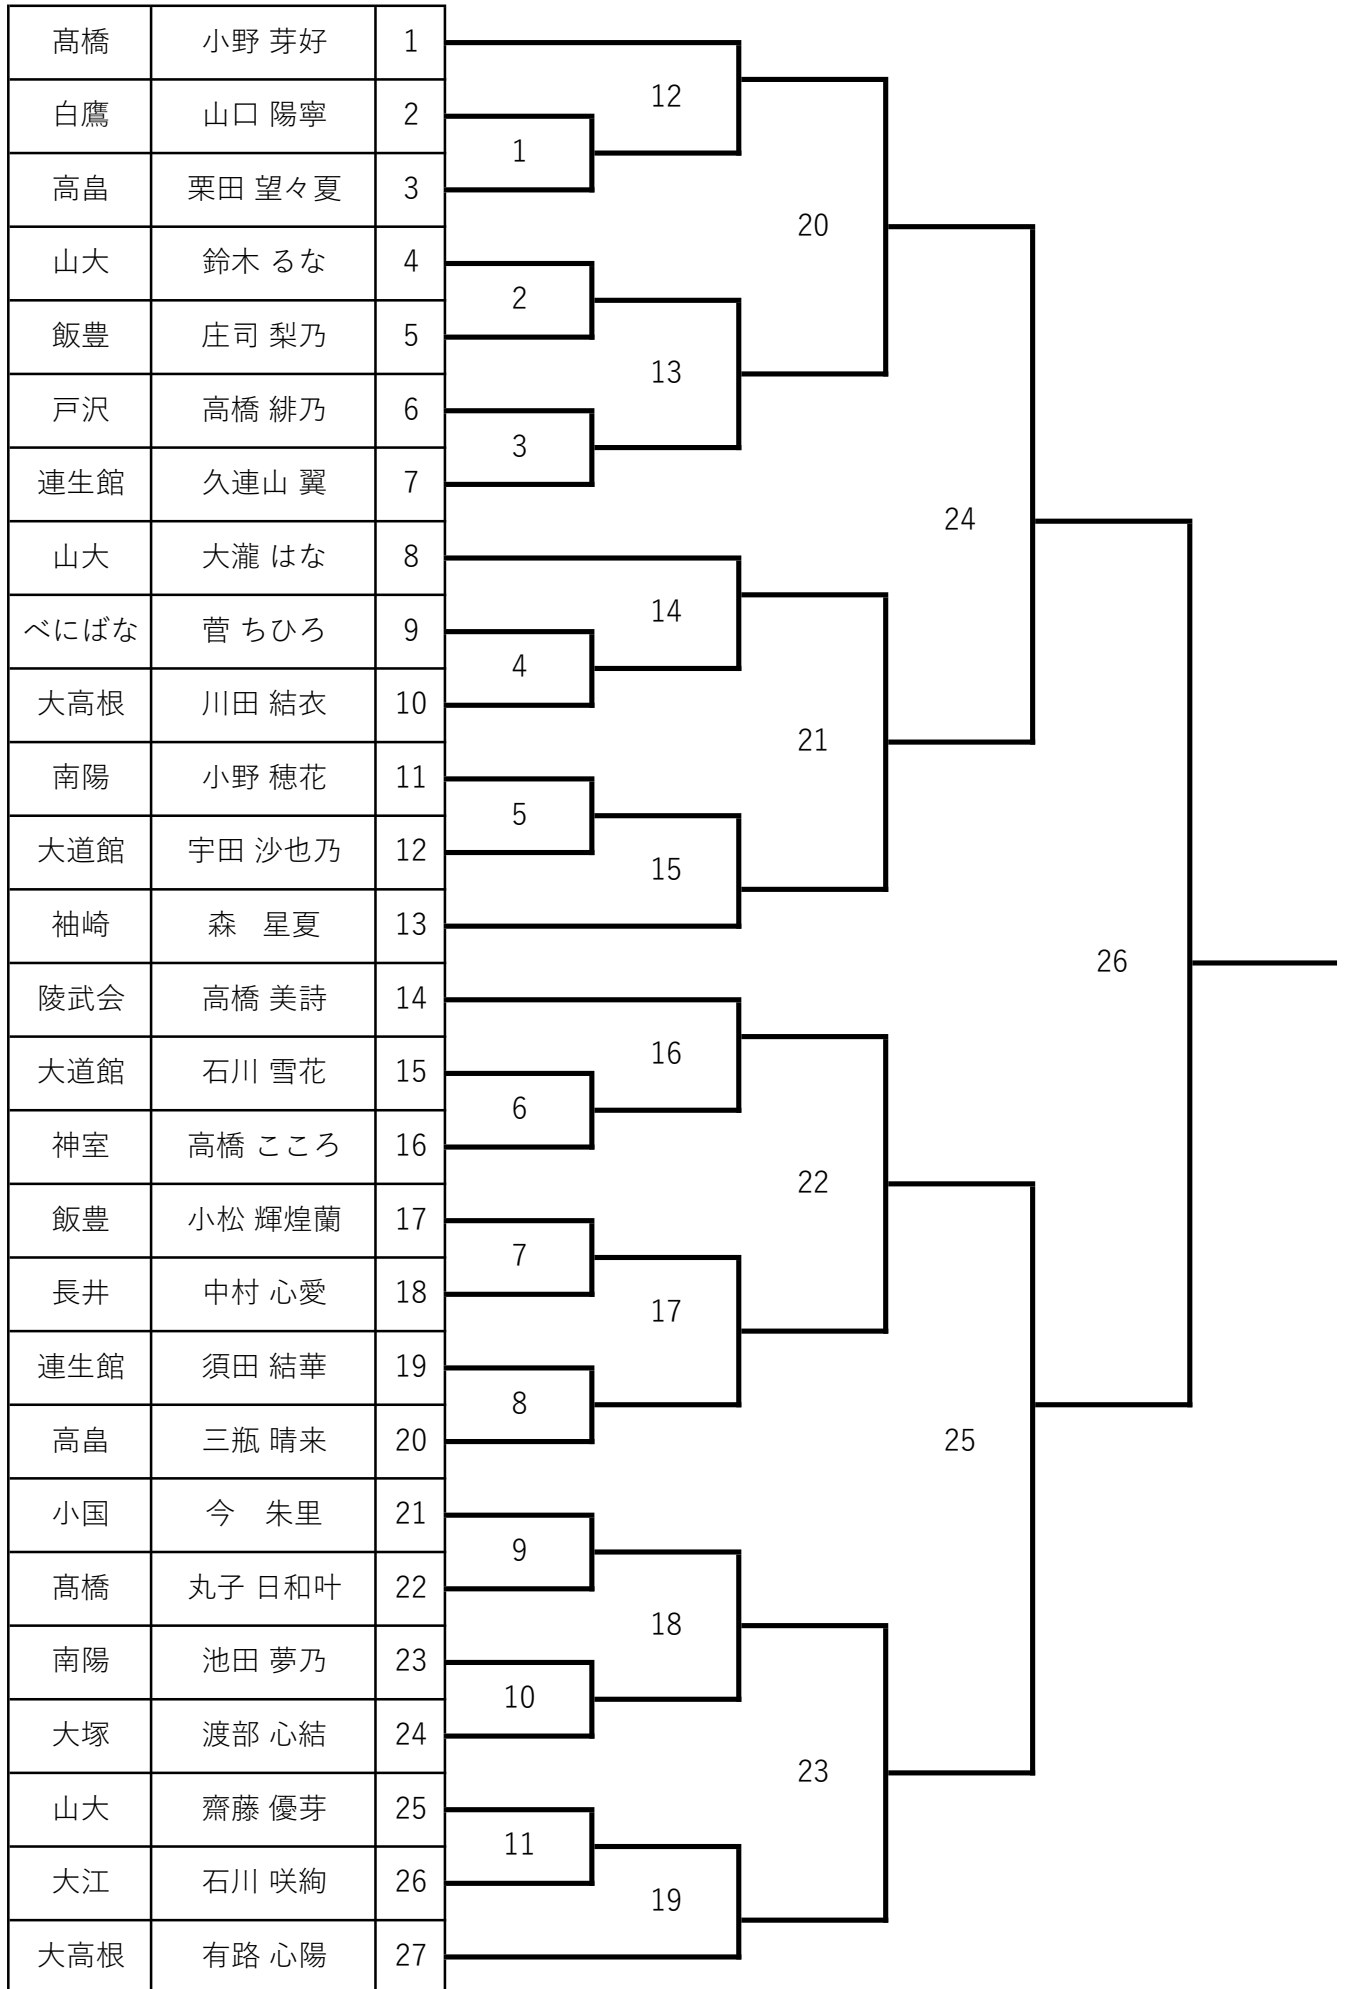 髙橋 小野 芽好 1
12
白鷹 山口 陽寧 2
1
高畠 栗田 望々夏 3
20
山大 鈴木 るな 4
2
飯豊 庄司 梨乃 5
13
戸沢 高橋 緋乃 6
3
連生館 久連山 翼 7
24
山大 大瀧 はな 8
14
べにばな 菅 ちひろ 9
4
大高根 川田 結衣 10
21
南陽 小野 穂花 11
5
大道館 宇田 沙也乃 12
15
袖崎 森　星夏 13
26
陵武会 高橋 美詩 14
16
大道館 石川 雪花 15
6
神室 高橋 こころ 16
22
飯豊 小松 輝煌蘭 17
7
長井 中村 心愛 18
17
連生館 須田 結華 19
8
高畠 三瓶 晴来 20
25
小国 今　朱里 21
9
髙橋 丸子 日和叶 22
18
南陽 池田 夢乃 23
10
大塚 渡部 心結 24
23
山大 齋藤 優芽 25
11
大江 石川 咲絢 26
19
大高根 有路 心陽 27